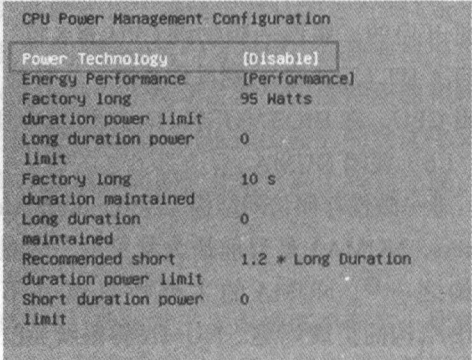 CPU Power Management Configuration
Power Technology [Disable]
Energy Performance [Performance]
Factory long 95 Watts
duration power limit
Long duration power 0
limit
Factory long 10 s
duration maintained
Long duration 0
maintained
Recommended short 1.2 * Long Duration
duration power limit
Short duration power 0
limit